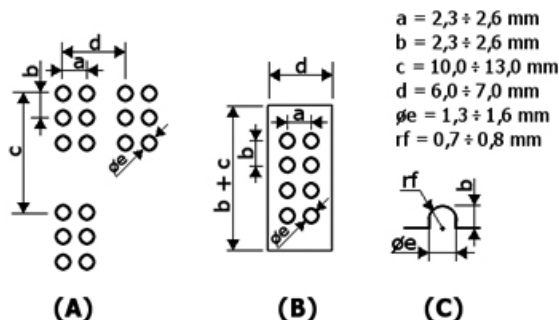 a = 2,3 ÷ 2,6 mm
b = 2,3 ÷ 2,6 mm
c = 10,0 ÷ 13,0 mm
d = 6,0 ÷ 7,0 mm
øe = 1,3 ÷ 1,6 mm
rf = 0,7 ÷ 0,8 mm
d
a
b
c
øe
d
a
b
b + c
øe
rf
b
øe
(A)
(B)
(C)